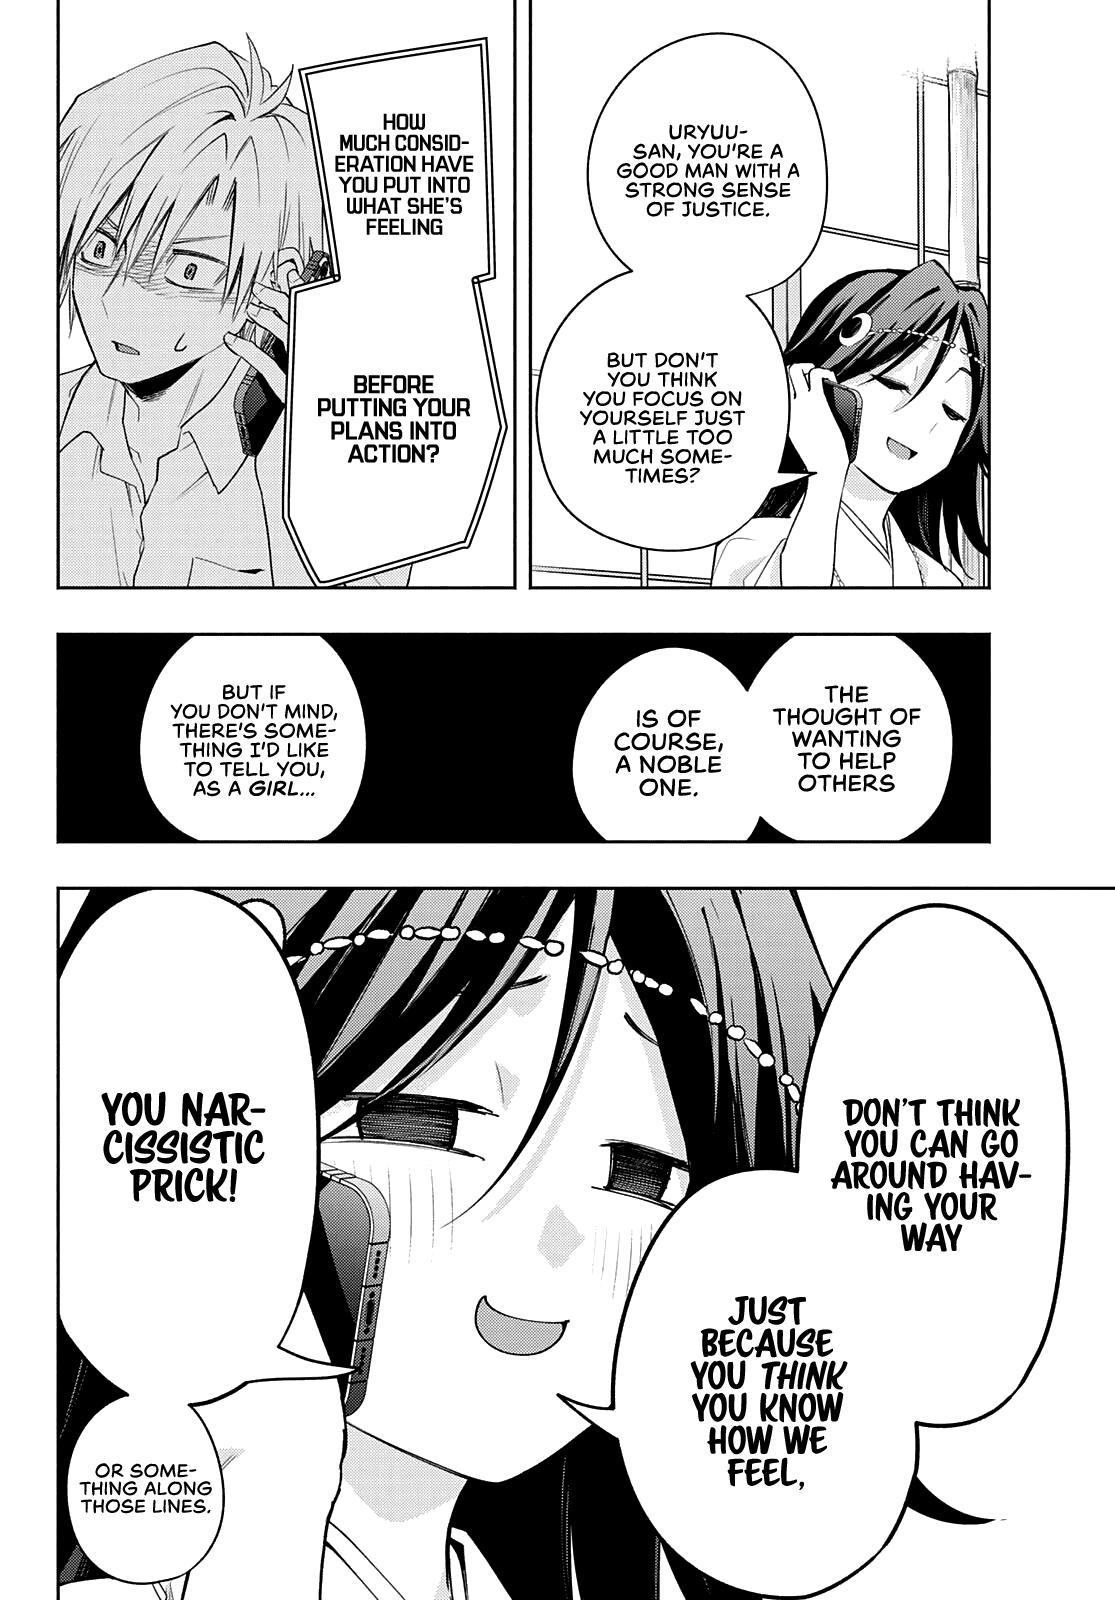 URYUU-
SAN, YOU'RE A
GOOD MAN WITH A
STRONG SENSE
OF JUSTICE.
BUT DON'T
YOU THINK
YOU FOCUS ON
YOURSELF JUST
A LITTLE TOO
MUCH SOME-
TIMES?
HOW
MUCH CONSID-
ERATION HAVE
YOU PUT INTO
WHAT SHE'S
FEELING
BEFORE
PUTTING YOUR
PLANS INTO
ACTION?
THE
THOUGHT OF
WANTING
TO HELP
OTHERS
IS OF
COURSE,
A NOBLE
ONE.
BUT IF
YOU DON'T MIND,
THERE'S SOME-
THING I'D LIKE
TO TELL YOU,
AS A GIRL...
DON'T THINK
YOU CAN GO
AROUND HAV-
ING YOUR
WAY
JUST
BECAUSE
YOU THINK
YOU KNOW
HOW WE
FEEL,
YOU NAR-
CISSISTIC
PRICK!
OR SOME-
THING ALONG
THOSE LINES.